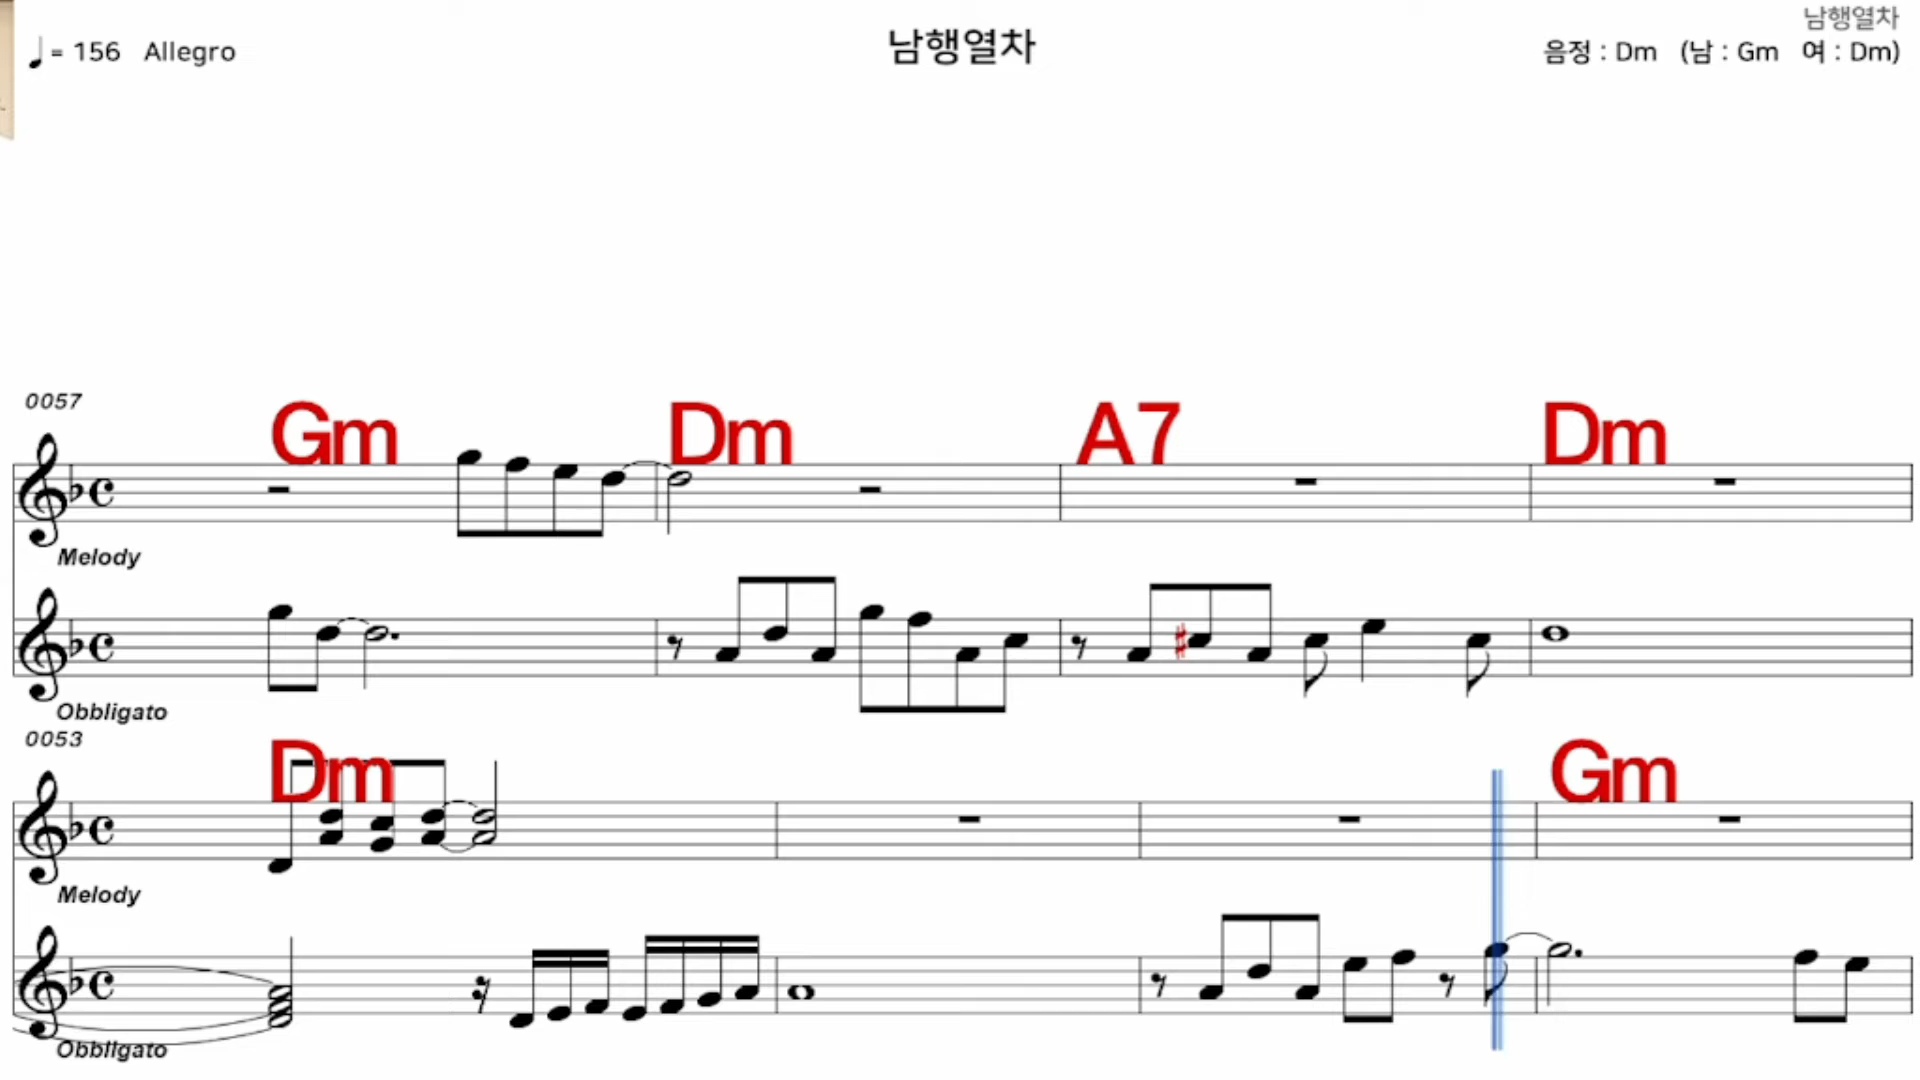 남행열차
♩ = 156 Allegro
남행열차
음정 : Dm (남 : Gm 여 : Dm)
0057
Gm Dm A7 Dm
Melody
Obbligato
0053
Dm Gm
Melody
Obbligato